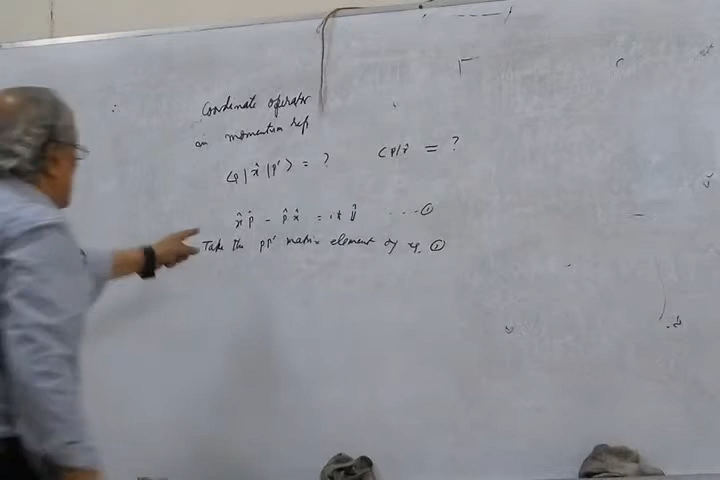 Coordinate operator
in momentum rep
⟨p|x̂|p'⟩ = ? ⟨p|x̂ = ?
x̂ p̂ - p̂ x̂ = iħ 1̂ ---①
Take the pp' matrix element of eq. ①